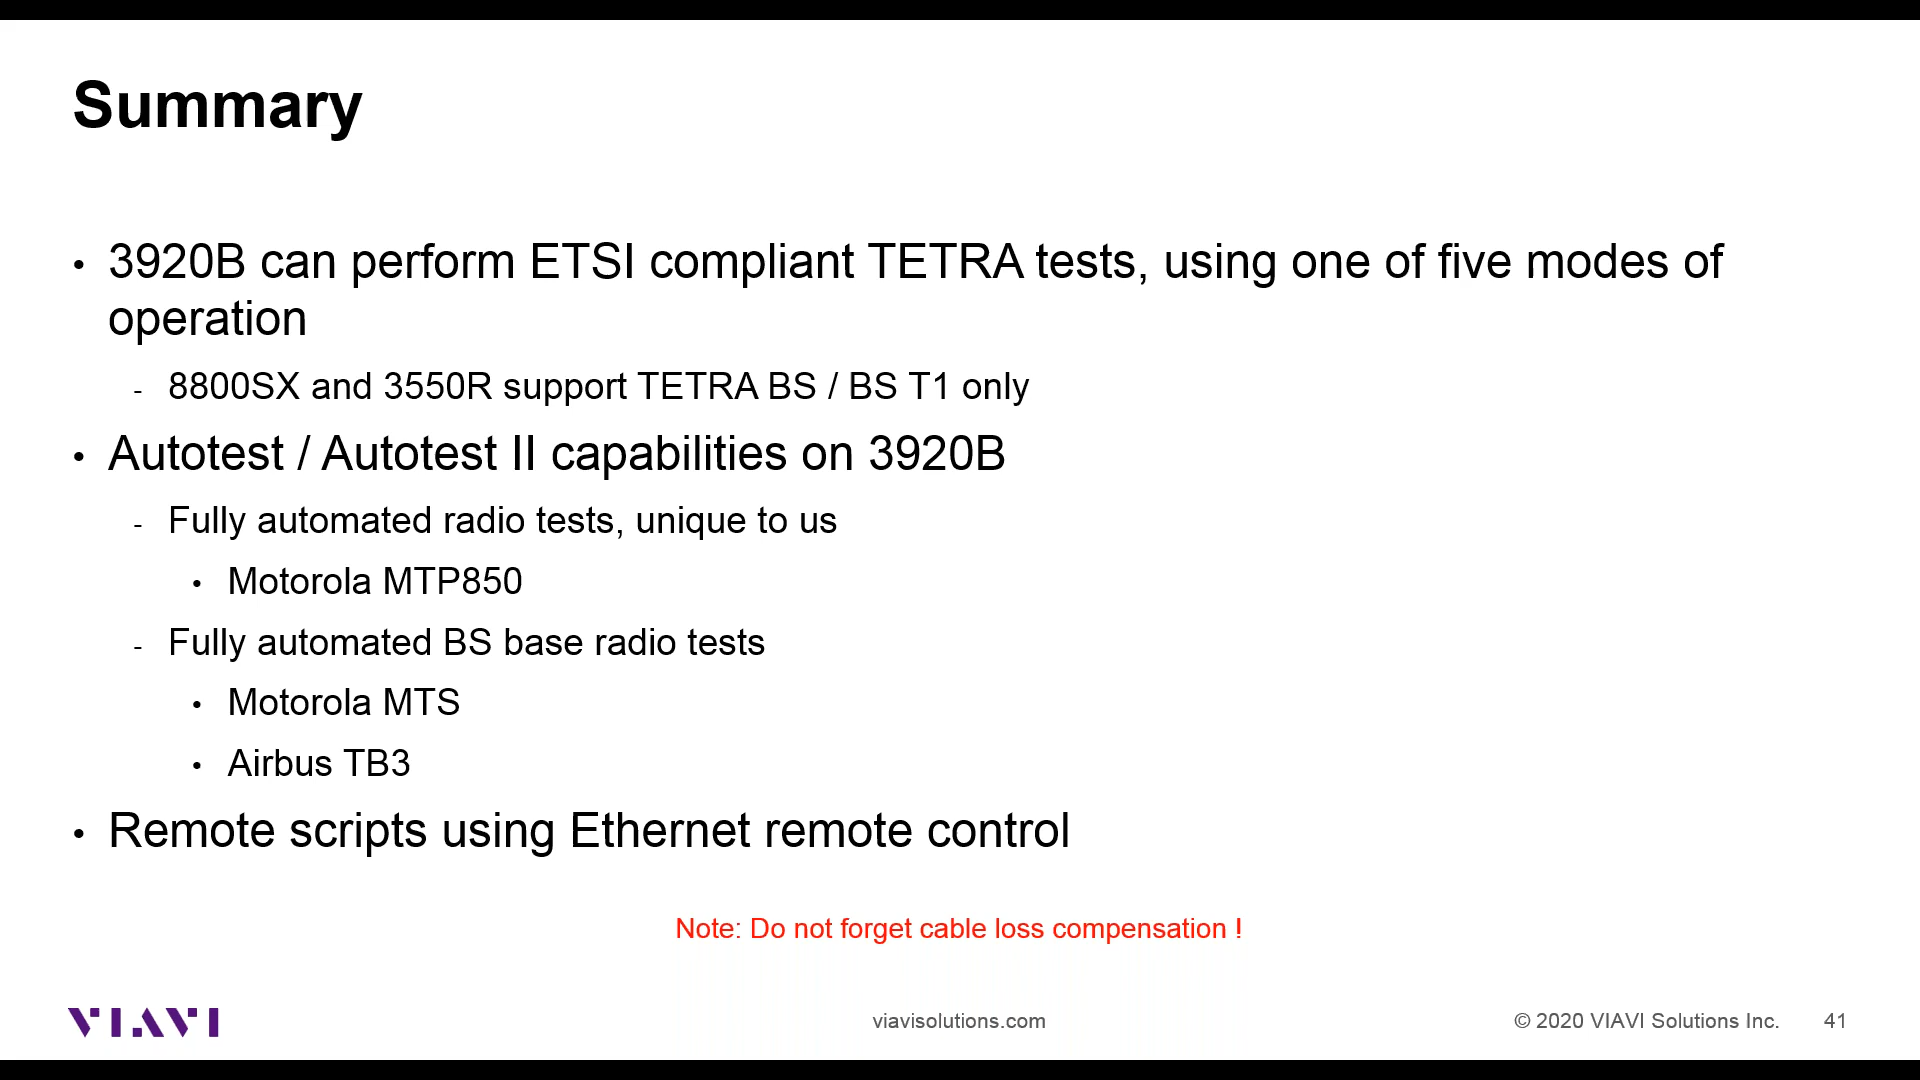 Summary
• 3920B can perform ETSI compliant TETRA tests, using one of five modes of
operation
- 8800SX and 3550R support TETRA BS / BS T1 only
• Autotest / Autotest II capabilities on 3920B
- Fully automated radio tests, unique to us
• Motorola MTP850
- Fully automated BS base radio tests
• Motorola MTS
• Airbus TB3
• Remote scripts using Ethernet remote control
Note: Do not forget cable loss compensation !
VIAVI
viavisolutions.com
© 2020 VIAVI Solutions Inc.
41